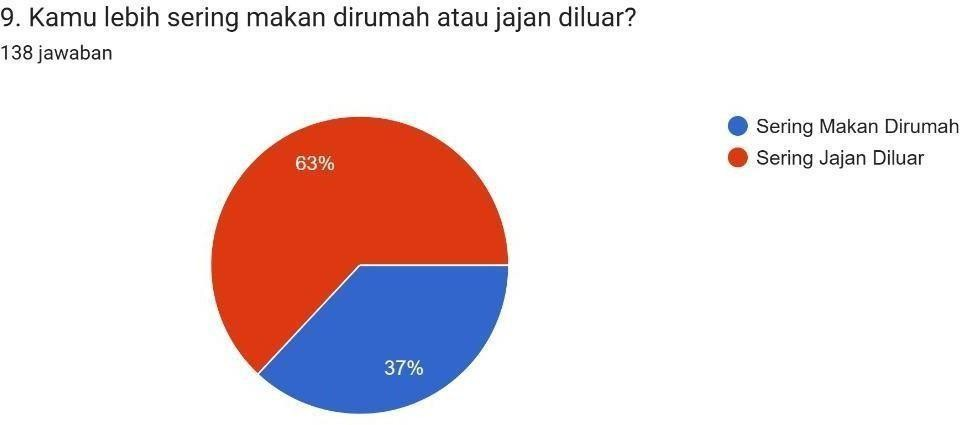 9. Kamu lebih sering makan dirumah atau jajan diluar?
138 jawaban
Sering Makan Dirumah
Sering Jajan Diluar
63%
37%